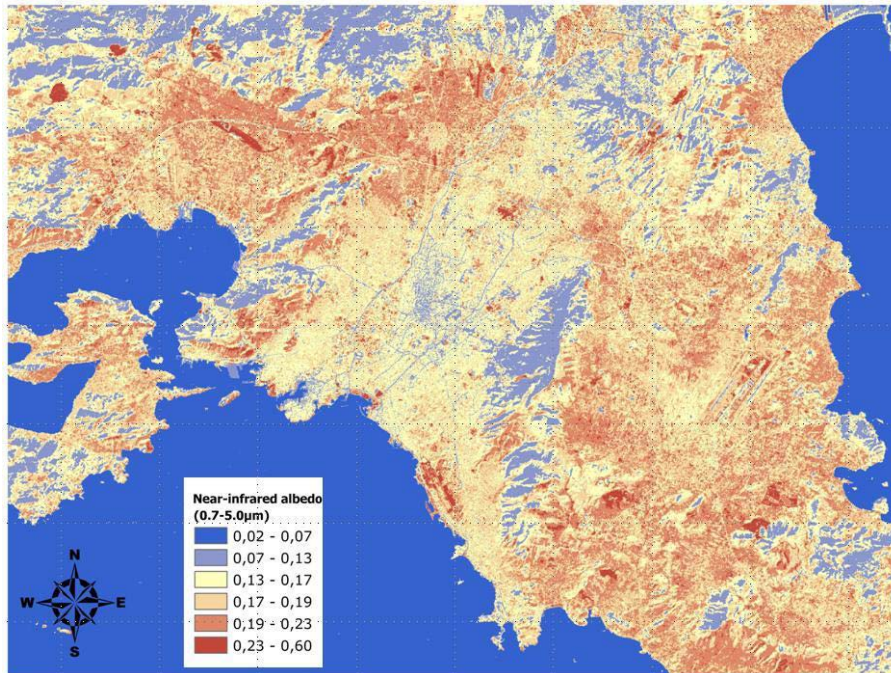 Near-infrared albedo
(0.7-5.0µm)
0,02 - 0,07
0,07 - 0,13
0,13 - 0,17
0,17 - 0,19
0,19 - 0,23
0,23 - 0,60
N
W E
S